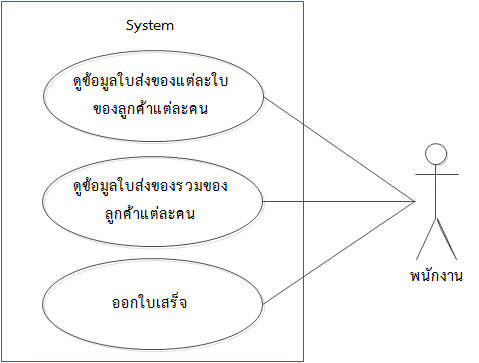 System
ดูข้อมูลใบส่งของแต่ละใบ
ของลูกค้าแต่ละคน
ดูข้อมูลใบส่งของรวมของ
ลูกค้าแต่ละคน
ออกใบเสร็จ
พนักงาน